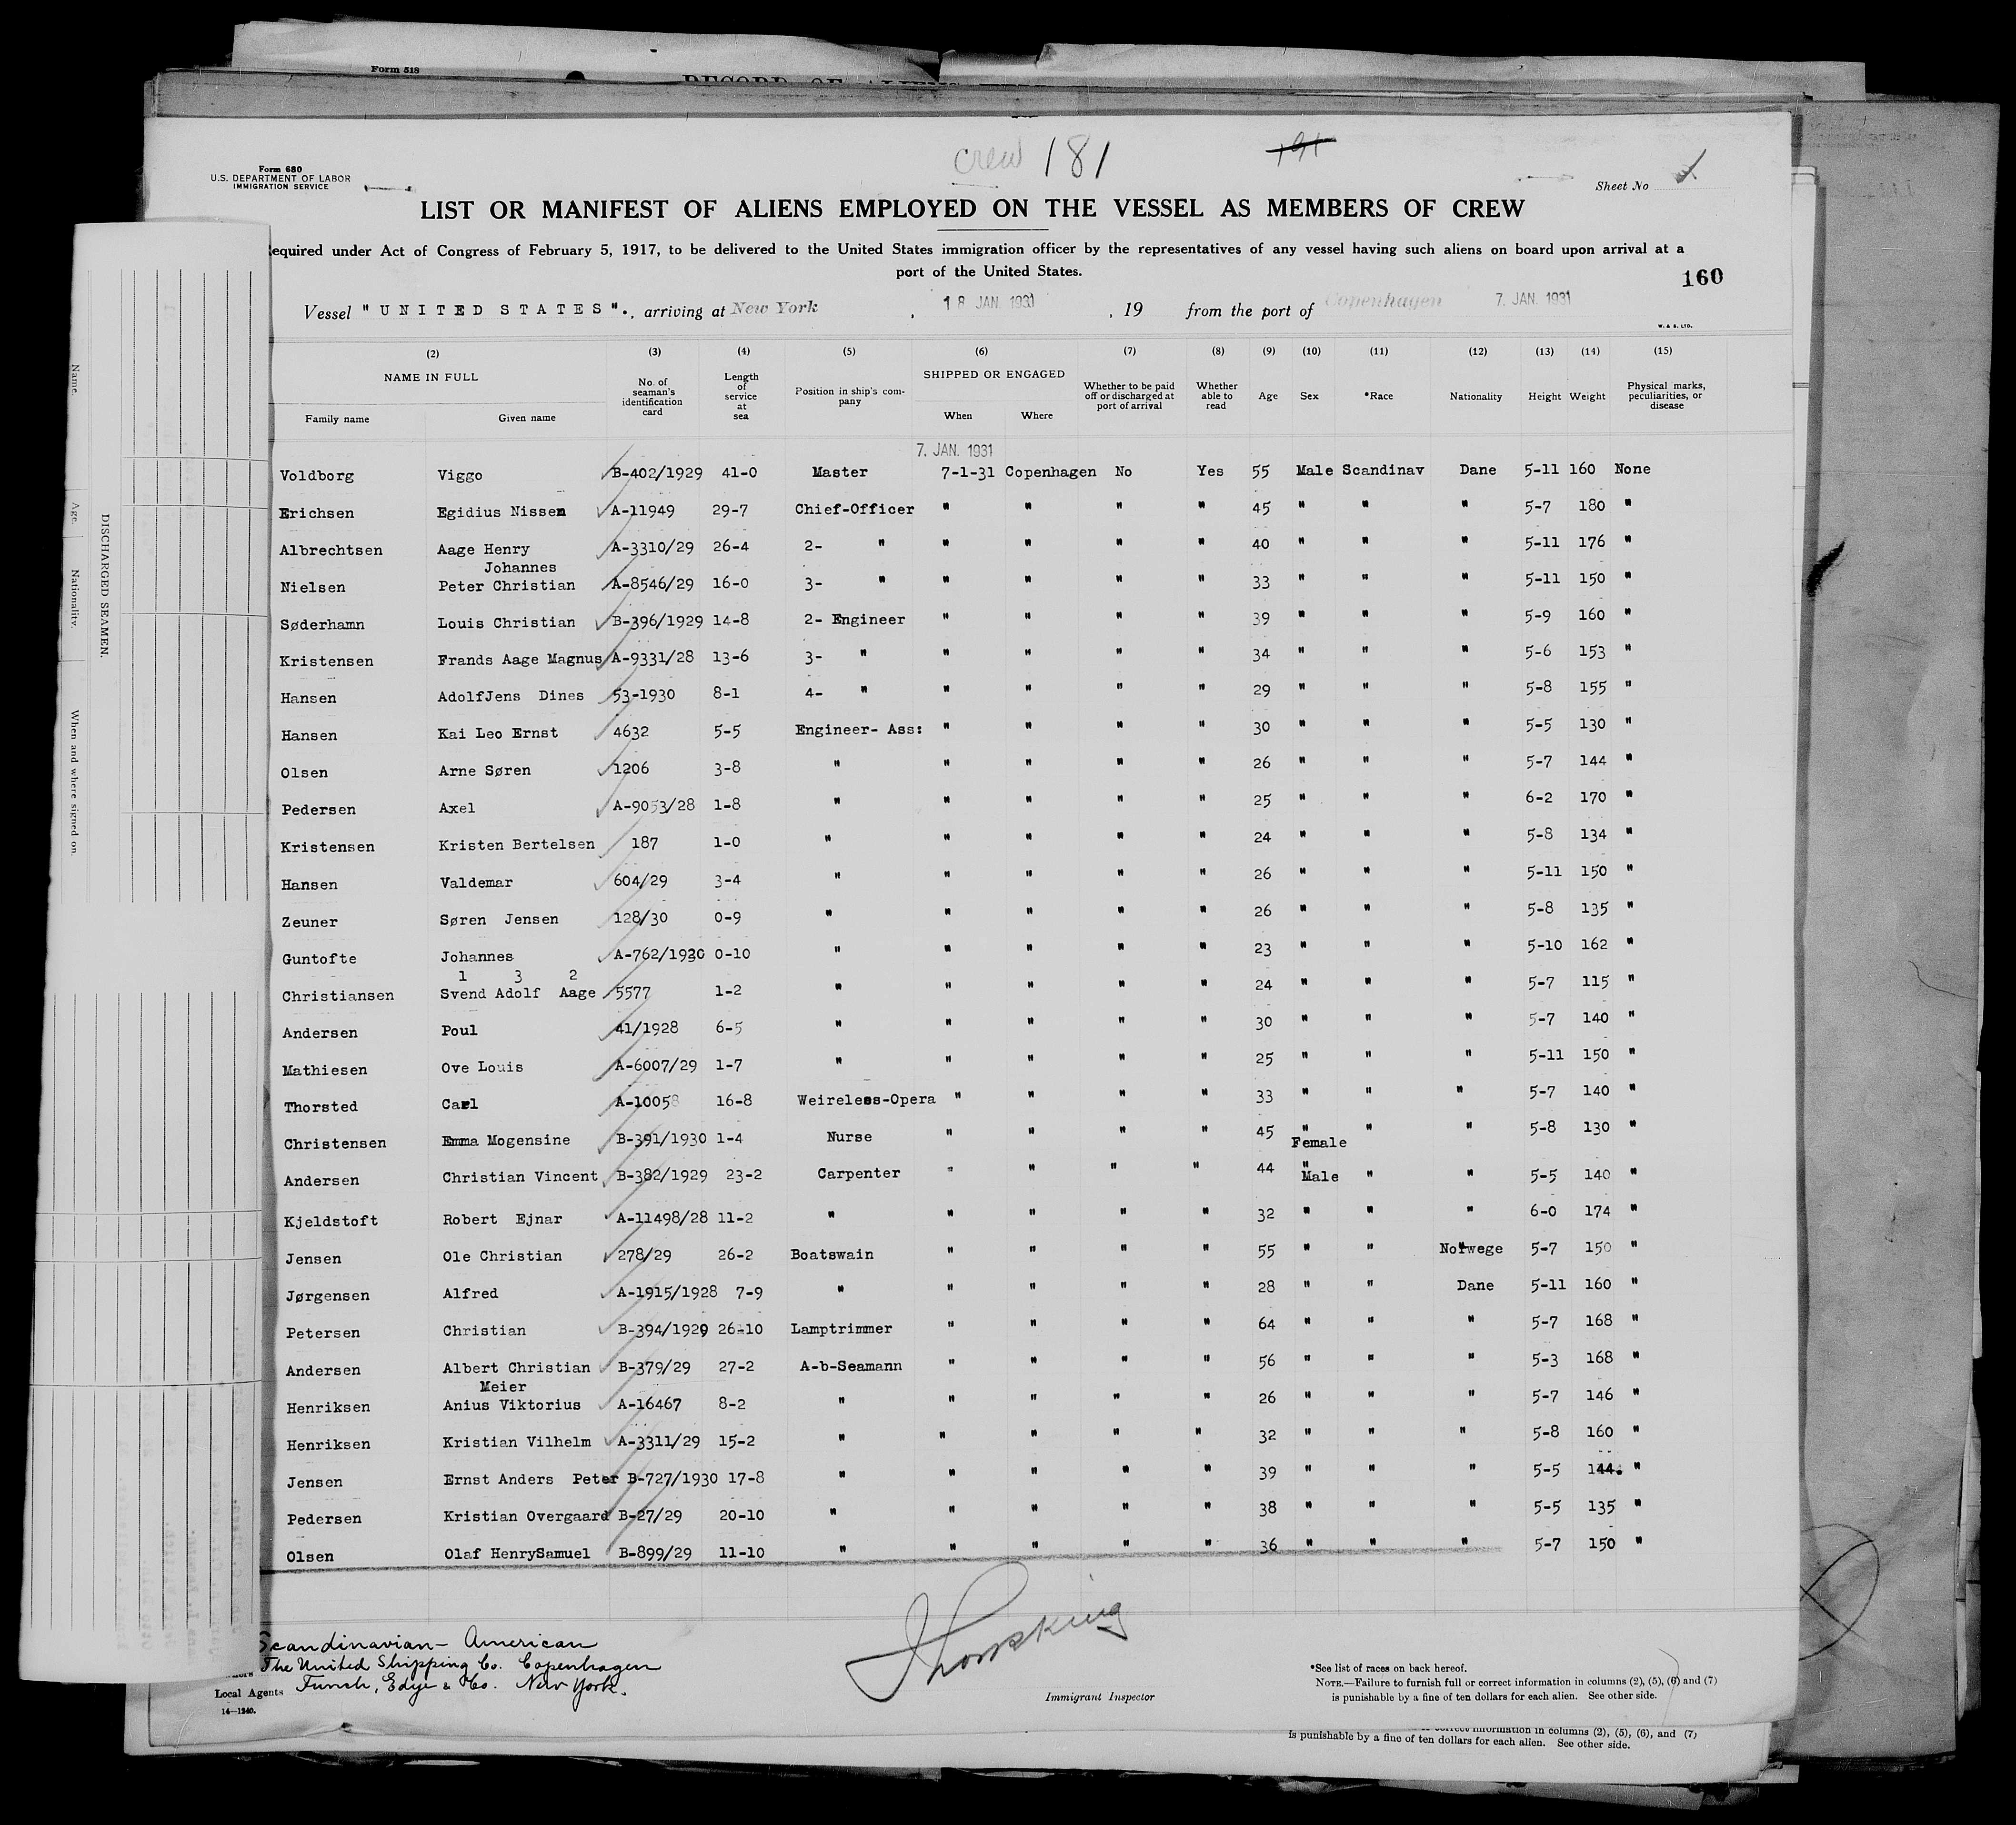 Form 518
Form 680
U.S. DEPARTMENT OF LABOR
IMMIGRATION SERVICE
crew 181
191
Sheet No 1
LIST OR MANIFEST OF ALIENS EMPLOYED ON THE VESSEL AS MEMBERS OF CREW
equired under Act of Congress of February 5, 1917, to be delivered to the United States immigration officer by the representatives of any vessel having such aliens on board upon arrival at a
port of the United States.
160
Vessel "UNITED STATES"., arriving at New York, 18 JAN. 1931, 19 from the port of Copenhagen 7. JAN. 1931
W. & S. LTD.
(2) (3) (4) (5) (6) (7) (8) (9) (10) (11) (12) (13) (14) (15)
NAME IN FULL No. of seaman's identification card Length of service at sea Position in ship's company SHIPPED OR ENGAGED Whether to be paid off or discharged at port of arrival Whether able to read Age Sex *Race Nationality Height Weight Physical marks, peculiarities, or disease
Family name Given name When Where
7. JAN. 1931
Voldborg Viggo B-402/1929 41-0 Master 7-1-31 Copenhagen No Yes 55 Male Scandinav Dane 5-11 160 None
Erichsen Egidius Nissen A-11949 29-7 Chief-Officer " " " " 45 " " " 5-7 180 "
Albrechtsen Aage Henry A-3310/29 26-4 2- " " " " " 40 " " " 5-11 176 "
Johannes
Nielsen Peter Christian A-8546/29 16-0 3- " " " " " 33 " " " 5-11 150 "
Søderhamn Louis Christian B-396/1929 14-8 2- Engineer " " " " 39 " " " 5-9 160 "
Kristensen Frands Aage Magnus A-9331/28 13-6 3- " " " " " 34 " " " 5-6 153 "
Hansen AdolfJens Dines 53-1930 8-1 4- " " " " " 29 " " " 5-8 155 "
Hansen Kai Leo Ernst 4632 5-5 Engineer- Ass: " " " " 30 " " " 5-5 130 "
Olsen Arne Søren 1206 3-8 " " " " " 26 " " " 5-7 144 "
Pedersen Axel A-9053/28 1-8 " " " " " 25 " " " 6-2 170 "
Kristensen Kristen Bertelsen 187 1-0 " " " " " 24 " " " 5-8 134 "
Hansen Valdemar 604/29 3-4 " " " " " 26 " " " 5-11 150 "
Zeuner Søren Jensen 128/30 0-9 " " " " " 26 " " " 5-8 135 "
Guntofte Johannes A-762/1930 0-10 " " " " " 23 " " " 5-10 162 "
1 3 2
Christiansen Svend Adolf Aage 5577 1-2 " " " " " 24 " " " 5-7 115 "
Andersen Poul 41/1928 6-5 " " " " " 30 " " " 5-7 140 "
Mathiesen Ove Louis A-6007/29 1-7 " " " " " 25 " " " 5-11 150 "
Thorsted Carl A-10058 16-8 Weireless-Opera " " " " 33 " " " 5-7 140 "
Christensen Emma Mogensine B-391/1930 1-4 Nurse " " " " 45 " Female " " 5-8 130 "
Andersen Christian Vincent B-382/1929 23-2 Carpenter " " " " 44 " Male " " 5-5 140 "
Kjeldstoft Robert Ejnar A-11498/28 11-2 " " " " " 32 " " " 6-0 174 "
Jensen Ole Christian 278/29 26-2 Boatswain " " " " 55 " " Norwege 5-7 150 "
Jørgensen Alfred A-1915/1928 7-9 " " " " " 28 " " Dane 5-11 160 "
Petersen Christian B-394/1929 26-10 Lamptrimmer " " " " 64 " " " 5-7 168 "
Andersen Albert Christian B-379/29 27-2 A-b-Seamann " " " " 56 " " " 5-3 168 "
Meier
Henriksen Anius Viktorius A-16467 8-2 " " " " " 26 " " " 5-7 146 "
Henriksen Kristian Vilhelm A-3311/29 15-2 " " " " " 32 " " " 5-8 160 "
Jensen Ernst Anders Peter B-727/1930 17-8 " " " " " 39 " " " 5-5 144. "
Pedersen Kristian Overgaard B-27/29 20-10 " " " " " 38 " " " 5-5 135 "
Olsen Olaf HenrySamuel B-899/29 11-10 " " " " " 36 " " " 5-7 150 "
Scandinavian- American
The United Shipping Co. Copenhagen
Local Agents Funch, Edye & Co. New York.
14—1240.
Immigrant Inspector
*See list of races on back hereof.
NOTE.—Failure to furnish full or correct information in columns (2), (5), (6) and (7)
is punishable by a fine of ten dollars for each alien. See other side.
correct information in columns (2), (5), (6), and (7)
is punishable by a fine of ten dollars for each alien. See other side.
Name.
Age.
Nationality.
When and where signed on.
DISCHARGED SEAMEN.